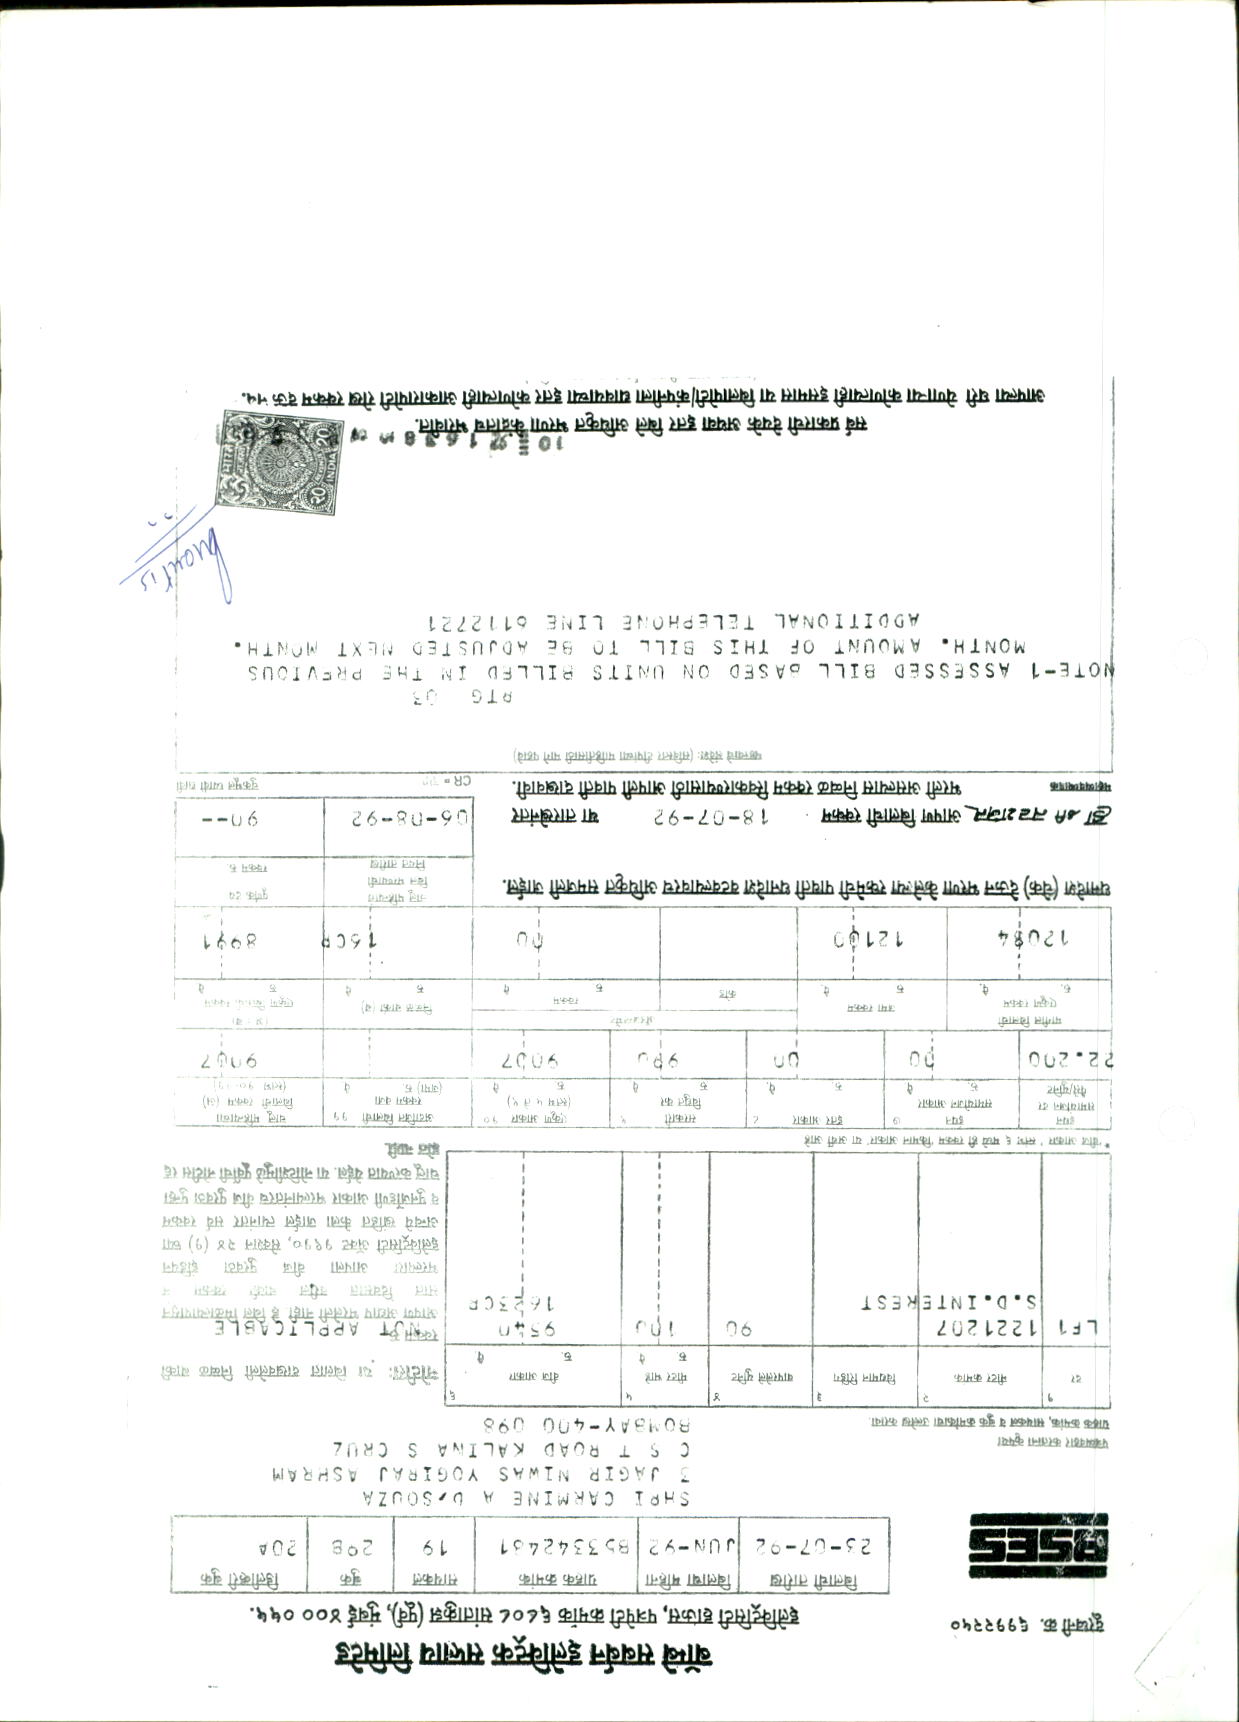 बॉम्बे सबर्बन इलेक्ट्रिक सप्लाय लिमिटेड
दूरध्वनी क्र. ६११२२५०
इलेक्ट्रिसिटी हाऊस, पत्रपेटी क्रमांक ६८०८ सांताक्रुझ (पूर्व), मुंबई ४०० ०५५.
BSES
बिलाची तारीख बिलाचा महिना ग्राहक क्रमांक सायकल बुक डिलीव्हरी बुक
23-07-92 JUN-92 B53342461 19 29B 20A
SHRI CARMINE A D,SOUZA
3 JAGIR NIWAS YOGIRAJ ASHRAM
C S T ROAD KALINA S CRUZ
BOMBAY-400 098
पत्रव्यवहार करताना कृपया
ग्राहक क्रमांक, सायकल व बुक क्रमांकाचा उल्लेख करावा.
१ २ ३ ४ ५ ६
दर मीटर क्रमांक विद्यमान रिडिंग वापरलेले युनिट मीटर भाडे वीज आकार
रु. पै रु. पै.
LF1 1221207 90 100 9540
S.D.INTEREST 1623CR
नोटीस: या बिलात दाखवलेली निव्वळ बाकी
रक्कम रु. NOT APPLICABLE
आपण अद्याप भरलेली नाही. हे बिल मिळाल्यापासून
सात दिवसात वरील बाकी रक्कम न
भरल्यास आपला वीज पुरवठा इंडियन
इलेक्ट्रिसिटी ॲक्ट १९१०, सेक्शन २४ (१) च्या
अन्वये खंडित केला जाईल त्यानंतर सर्व रक्कम
व पुनर्जोडणी आकार भरल्यानंतरच वीज पुरवठा पुन्हा
चालू करण्यात येईल. या नोटिशीमुळे पूर्वीची नोटीस रद्द
होत नाही.
* 'वीज आकार ' स्तंभ ६ मध्ये ही रक्कम 'किमान आकार' या अर्थी आहे
इंधन समायोजन दर पैसे/युनिट इंधन ७ समायोजन आकार रु. पै. इतर आकार ८ रु. पै. सरकारी ९ विद्युत कर रु पै एकूण आकार १० (स्तंभ ५ ते ९) रु पै अंदाजित बिलाची ११ रक्कम वजा (जमा) रु. पै. चालू महिन्याच्या बिलाची रक्कम (अ)
22.200 00 00 990 9007 9007
मागील बिलाची एकूण रक्कम रु. पै. जमा रक्कम रु पै. कोड रक्कम रु. पै निव्वळ बाकी (ब) रु पै एकूण बिलाची रक्कम रु पै
12084 12100 00 16CR 8991
धनादेश (चेक) देऊन भरणा केलेल्या रकमेची पावती धनादेश वटवल्यावरच अधिकृत समजली जाईल.
चालू महिन्याचे बिल भरण्याची नियत तारीख पूर्णांक देय रक्कम रु.
आपण बिलाची रक्कम 18-07-92 या तारखेनंतर 06-08-92 90--
महाव्यवस्थापक भरली असल्यास निव्वळ रक्कम स्विकारण्यासाठी आपली पावती दाखवावी.
CR = चुकभूल द्यावी घ्यावी
महत्त्वाचे संदेश: (सविस्तर टीपांच्या माहितीसाठी मागे पहावे)
RTG 03
NOTE-1 ASSESSED BILL BASED ON UNITS BILLED IN THE PREVIOUS
MONTH. AMOUNT OF THIS BILL TO BE ADJUSTED NEXT MONTH.
ADDITIONAL TELEPHONE LINE 6112721
20 INDIA 20
भारत
सर्व प्रकारची देयके अथवा इतर बिले अधिकृत भरणा केंद्रातच भरावीत.
आपल्या घरी येणाऱ्या कोणत्याही इसमास या बिलापोटी/कंपनीला द्यावयाच्या इतर कोणत्याही आकारापोटी रोख रक्कम देऊ नये.